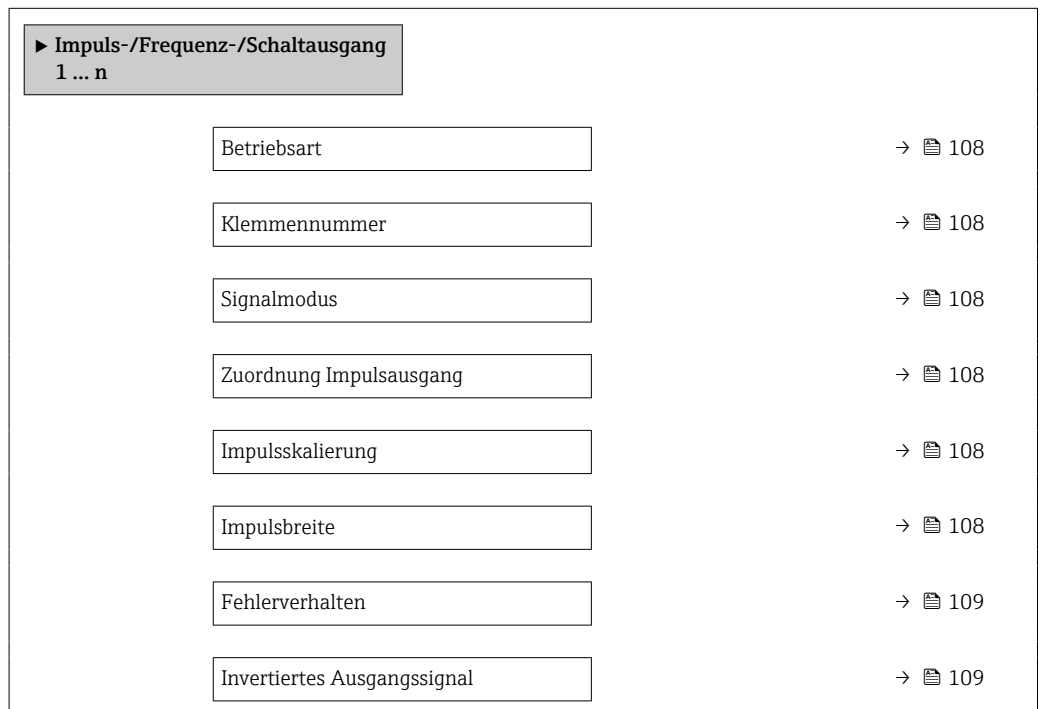 ▶ Impuls-/Frequenz-/Schaltausgang
1 … n
Betriebsart → 108
Klemmennummer → 108
Signalmodus → 108
Zuordnung Impulsausgang → 108
Impulsskalierung → 108
Impulsbreite → 108
Fehlerverhalten → 109
Invertiertes Ausgangssignal → 109